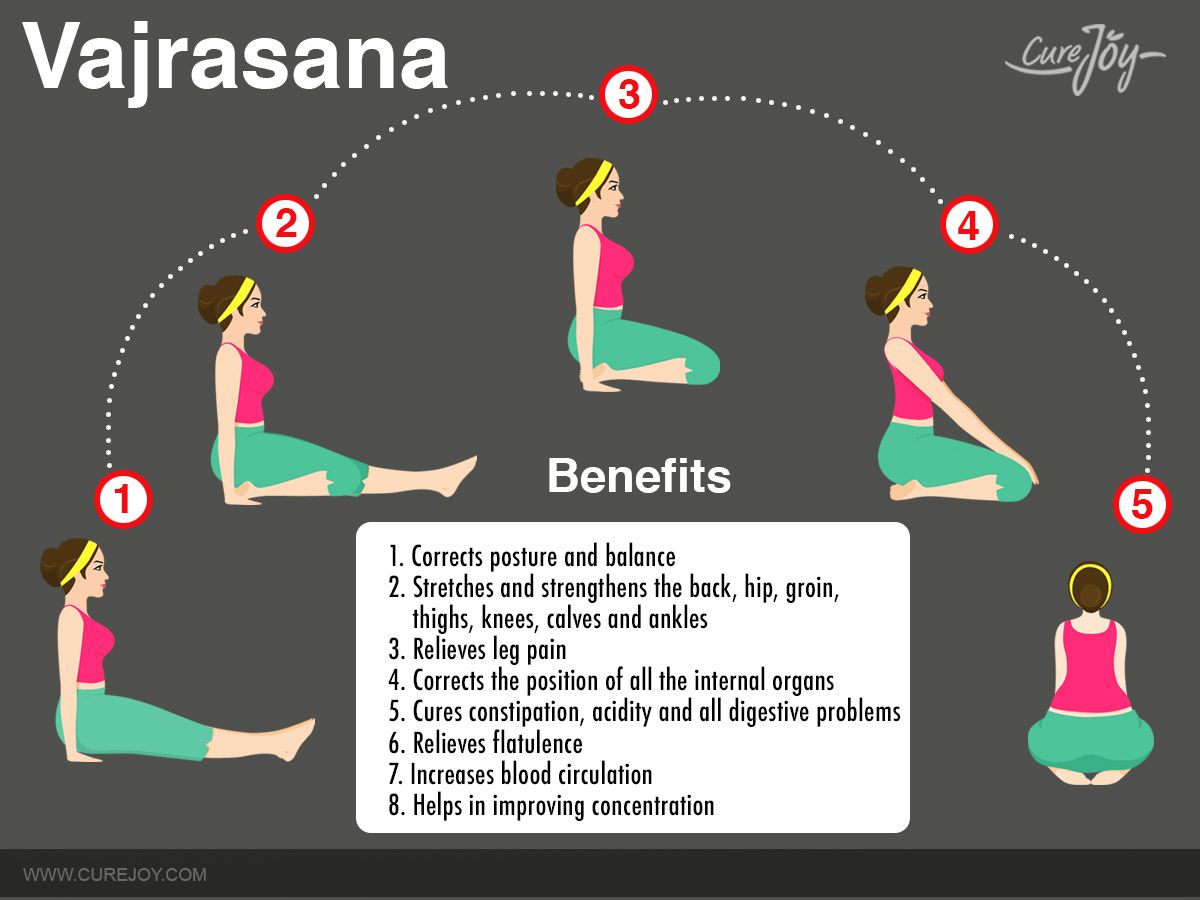 Vajrasana
CureJoy
3
2
4
1
5
Benefits
1. Corrects posture and balance
2. Stretches and strengthens the back, hip, groin,
thighs, knees, calves and ankles
3. Relieves leg pain
4. Corrects the position of all the internal organs
5. Cures constipation, acidity and all digestive problems
6. Relieves flatulence
7. Increases blood circulation
8. Helps in improving concentration
WWW.CUREJOY.COM